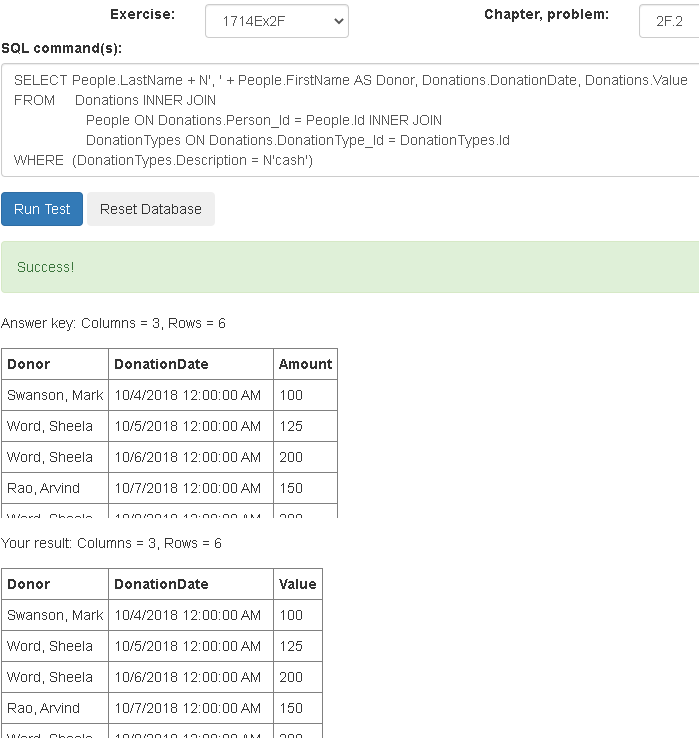 Exercise: 1714Ex2F Chapter, problem: 2F.2
SQL command(s):
SELECT People.LastName + N', ' + People.FirstName AS Donor, Donations.DonationDate, Donations.Value
FROM Donations INNER JOIN
People ON Donations.Person_Id = People.Id INNER JOIN
DonationTypes ON Donations.DonationType_Id = DonationTypes.Id
WHERE (DonationTypes.Description = N'cash')
Run Test Reset Database
Success!
Answer key: Columns = 3, Rows = 6
Donor DonationDate Amount
Swanson, Mark 10/4/2018 12:00:00 AM 100
Word, Sheela 10/5/2018 12:00:00 AM 125
Word, Sheela 10/6/2018 12:00:00 AM 200
Rao, Arvind 10/7/2018 12:00:00 AM 150
Your result: Columns = 3, Rows = 6
Donor DonationDate Value
Swanson, Mark 10/4/2018 12:00:00 AM 100
Word, Sheela 10/5/2018 12:00:00 AM 125
Word, Sheela 10/6/2018 12:00:00 AM 200
Rao, Arvind 10/7/2018 12:00:00 AM 150